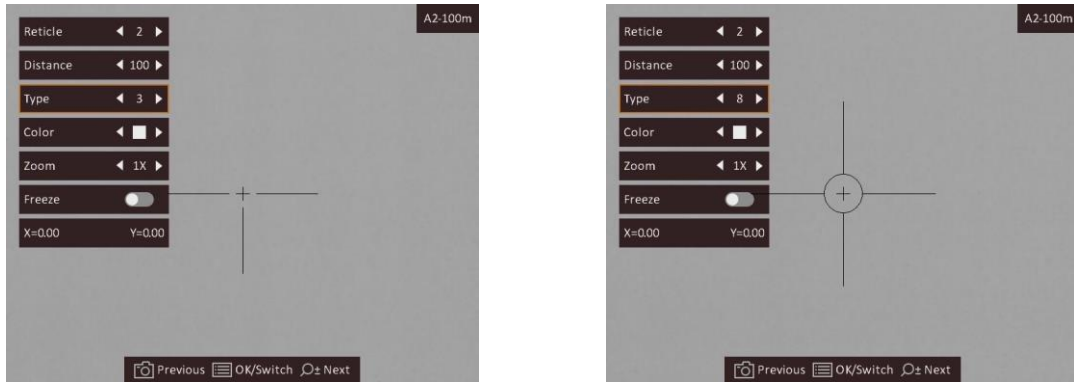 A2-100m
Reticle 2
Distance 100
Type 3
Color
Zoom 1X
Freeze
X=0.00 Y=0.00
Previous OK/Switch Next
A2-100m
Reticle 2
Distance 100
Type 8
Color
Zoom 1X
Freeze
X=0.00 Y=0.00
Previous OK/Switch Next